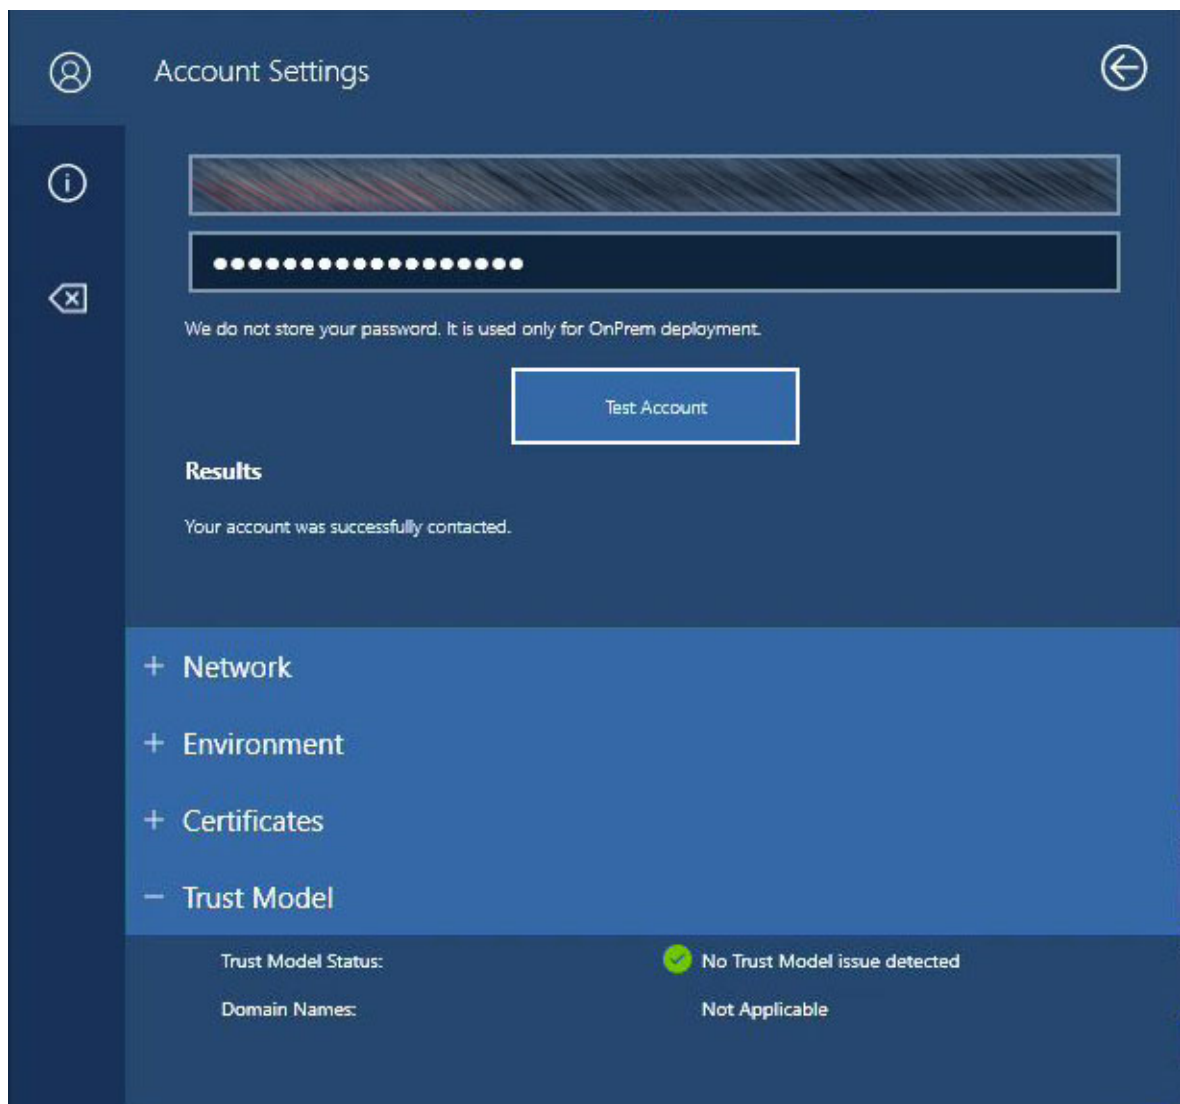 Account Settings
●●●●●●●●●●●●●●●●●●
We do not store your password. It is used only for OnPrem deployment.
Test Account
Results
Your account was successfully contacted.
+ Network
+ Environment
+ Certificates
− Trust Model
Trust Model Status: No Trust Model issue detected
Domain Names: Not Applicable